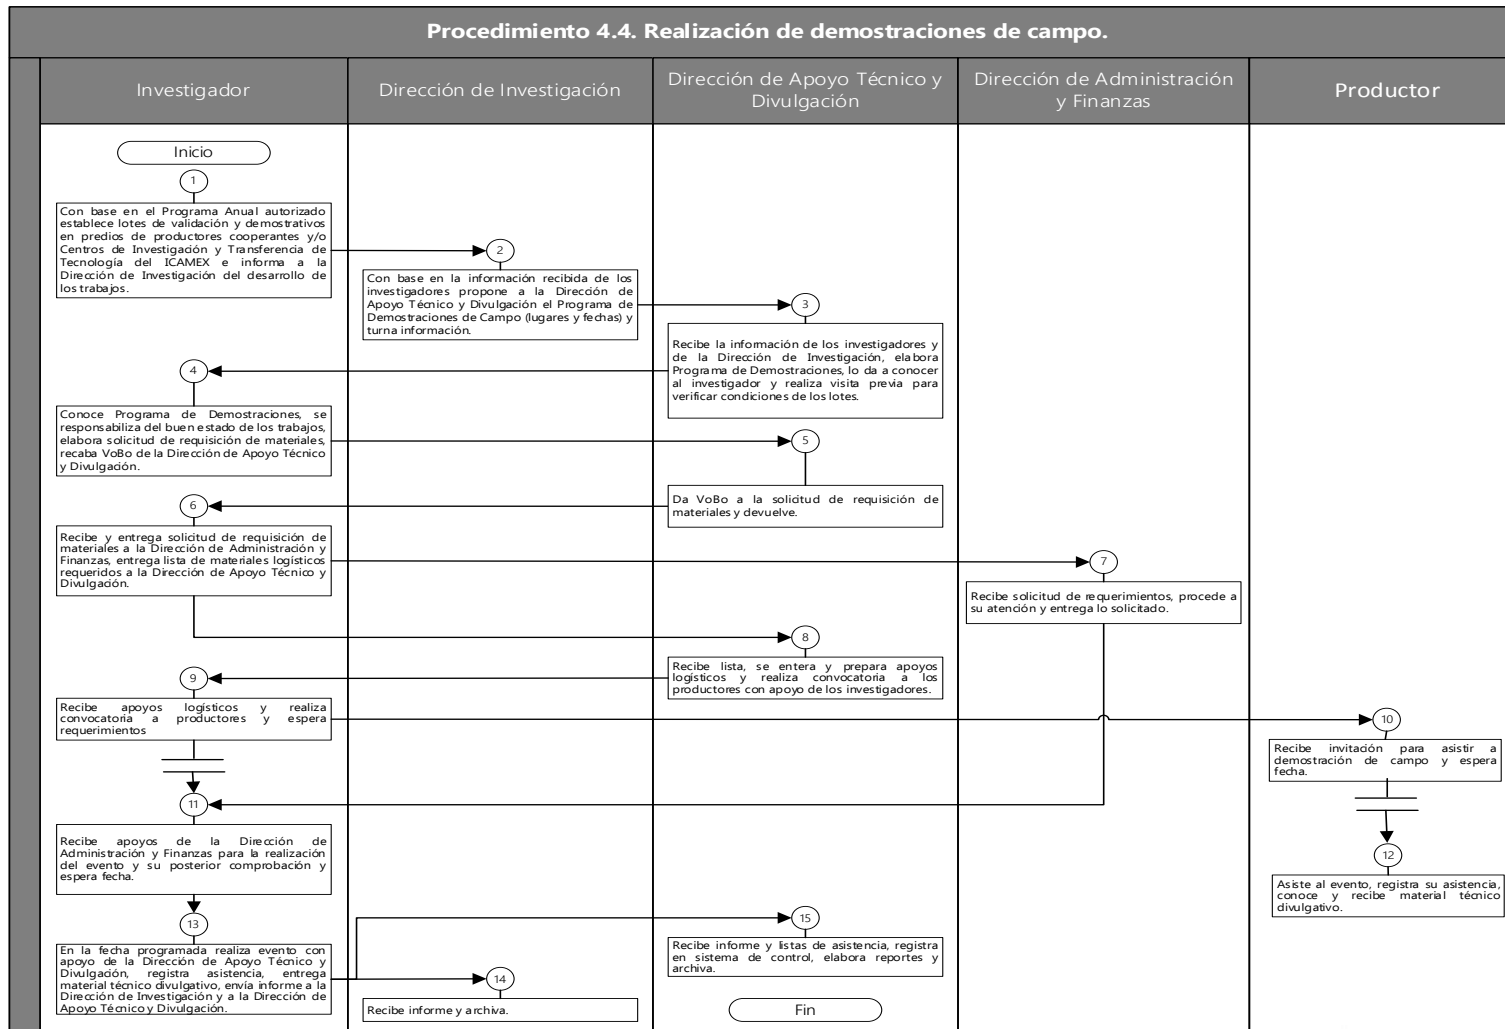 Procedimiento 4.4. Realización de demostraciones de campo.
Investigador
Dirección de Investigación
Dirección de Apoyo Técnico y
Divulgación
Dirección de Administración
y Finanzas
Productor
Inicio
1
Con base en el Programa Anual autorizado
establece lotes de validación y demostrativos
en predios de productores cooperantes y/o
Centros de Investigación y Transferencia de
Tecnología del ICAMEX e informa a la
Dirección de Investigación del desarrollo de
los trabajos.
2
Con base en la información recibida de los
investigadores propone a la Dirección de
Apoyo Técnico y Divulgación el Programa de
Demostraciones de Campo (lugares y fechas) y
turna información.
3
Recibe la información de los investigadores y
de la Dirección de Investigación, elabora
Programa de Demostraciones, lo da a conocer
al investigador y realiza visita previa para
verificar condiciones de los lotes.
4
Conoce Programa de Demostraciones, se
responsabiliza del buen estado de los trabajos,
elabora solicitud de requisición de materiales,
recaba VoBo de la Dirección de Apoyo Técnico
y Divulgación.
5
Da VoBo a la solicitud de requisición de
materiales y devuelve.
6
Recibe y entrega solicitud de requisición de
materiales a la Dirección de Administración y
Finanzas, entrega lista de materiales logísticos
requeridos a la Dirección de Apoyo Técnico y
Divulgación.
7
Recibe solicitud de requerimientos, procede a
su atención y entrega lo solicitado.
8
Recibe lista, se entera y prepara apoyos
logísticos y realiza convocatoria a los
productores con apoyo de los investigadores.
9
Recibe apoyos logísticos y realiza
convocatoria a productores y espera
requerimientos
10
Recibe invitación para asistir a
demostración de campo y espera
fecha.
11
Recibe apoyos de la Dirección de
Administración y Finanzas para la realización
del evento y su posterior comprobación y
espera fecha.
12
Asiste al evento, registra su asistencia,
conoce y recibe material técnico
divulgativo.
13
En la fecha programada realiza evento con
apoyo de la Dirección de Apoyo Técnico y
Divulgación, registra asistencia, entrega
material técnico divulgativo, envía informe a la
Dirección de Investigación y a la Dirección de
Apoyo Técnico y Divulgación.
14
Recibe informe y archiva.
15
Recibe informe y listas de asistencia, registra
en sistema de control, elabora reportes y
archiva.
Fin